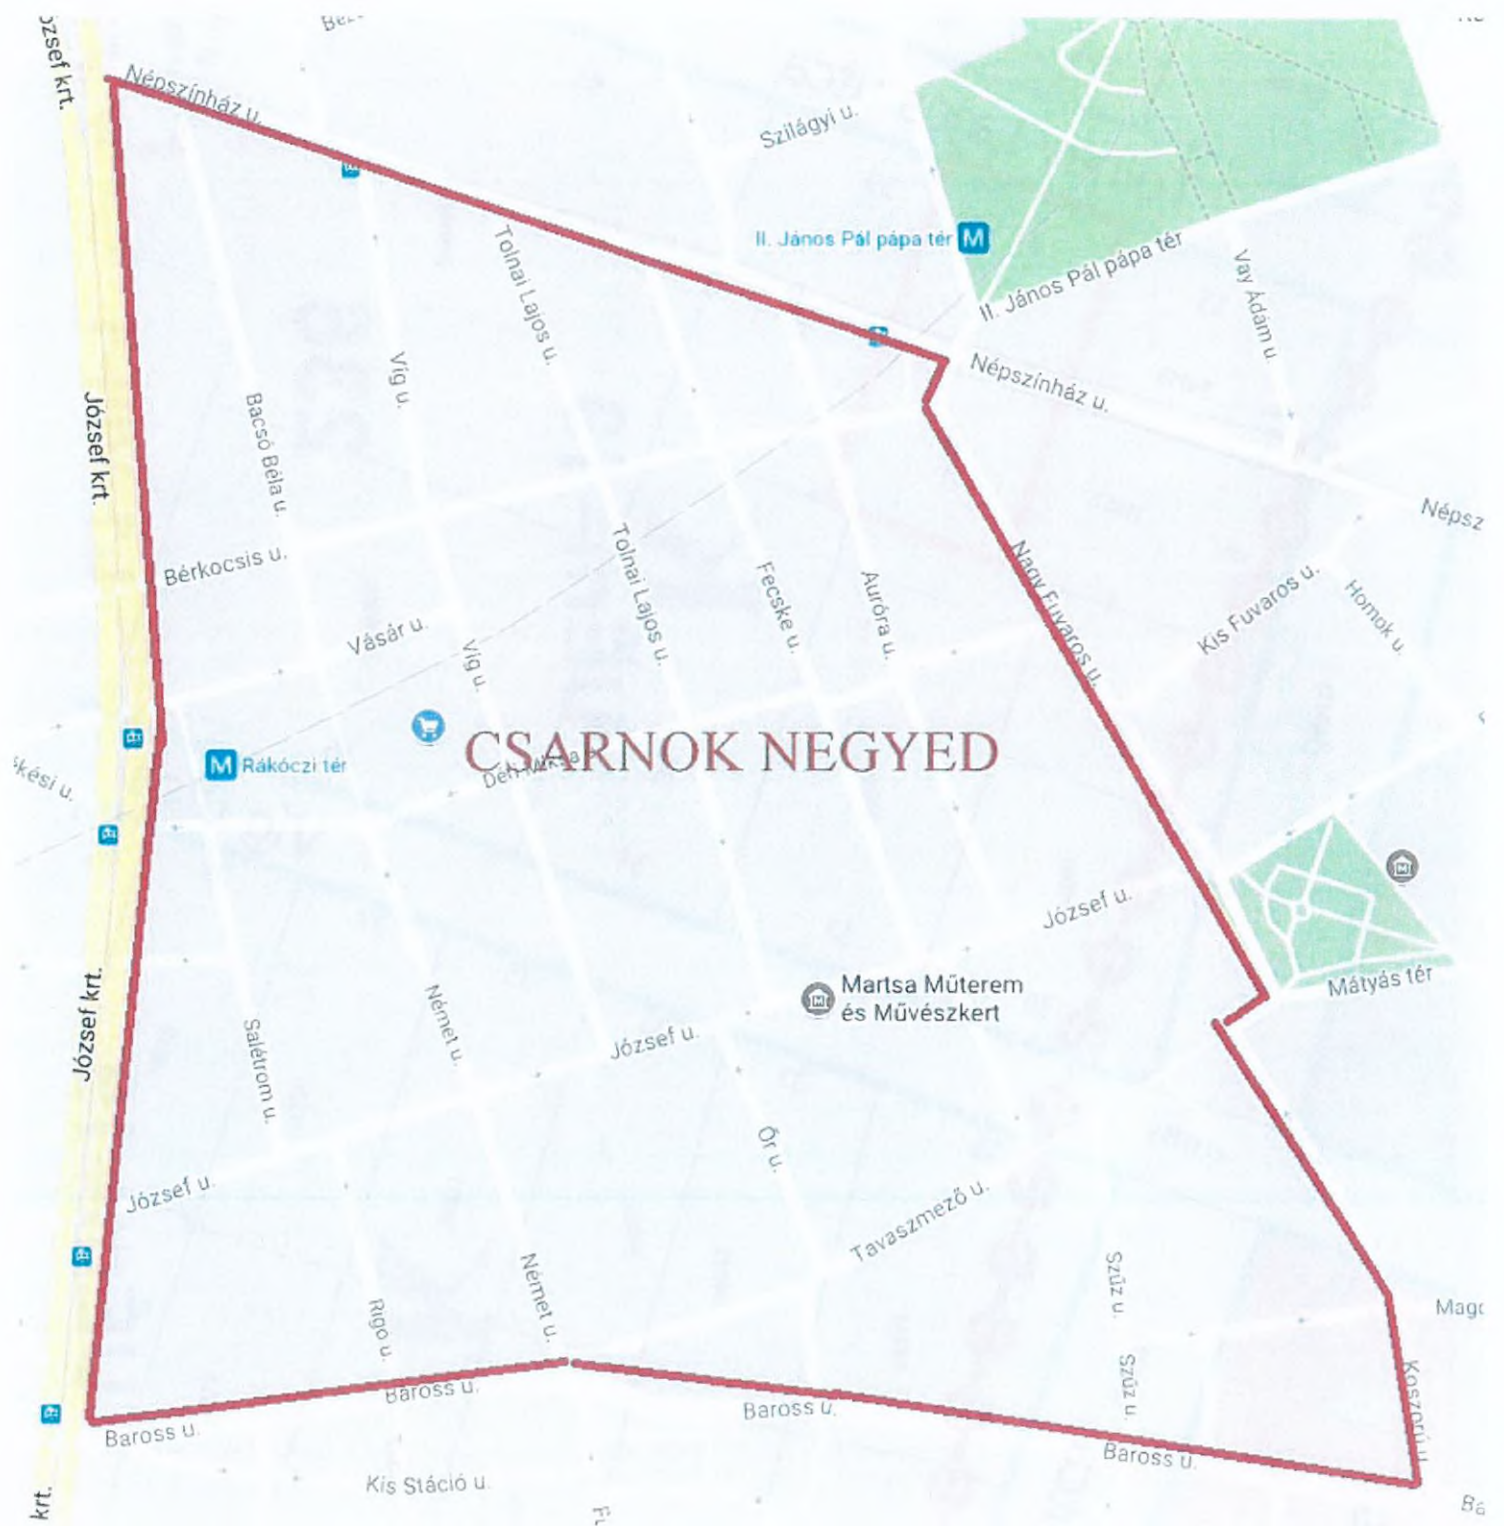 József krt.
Népszínház u.
Szilágyi u.
II. János Pál pápa tér
M
II. János Pál pápa tér
Vay Ádám u.
Tolnai Lajos u.
Víg u.
Népszínház u.
József krt.
Bacsó Béla u.
Népsz
Bérkocsis u.
Tolnai Lajos u.
Fecske u.
Auróra u.
Nagy Fuvaros u.
Kis Fuvaros u.
Homok u.
Vásár u.
Víg u.
CSARNOK NEGYED
M
Rákóczi tér
József u.
Martsa Műterem
és Művészkert
Mátyás tér
József krt.
Salétrom u.
Német u.
József u.
Őr u.
József u.
Tavaszmező u.
Szűz u.
Német u.
Rigó u.
Szűz u.
Koszorú u.
Baross u.
Baross u.
Baross u.
Baross u.
Kis Stáció u.
krt.